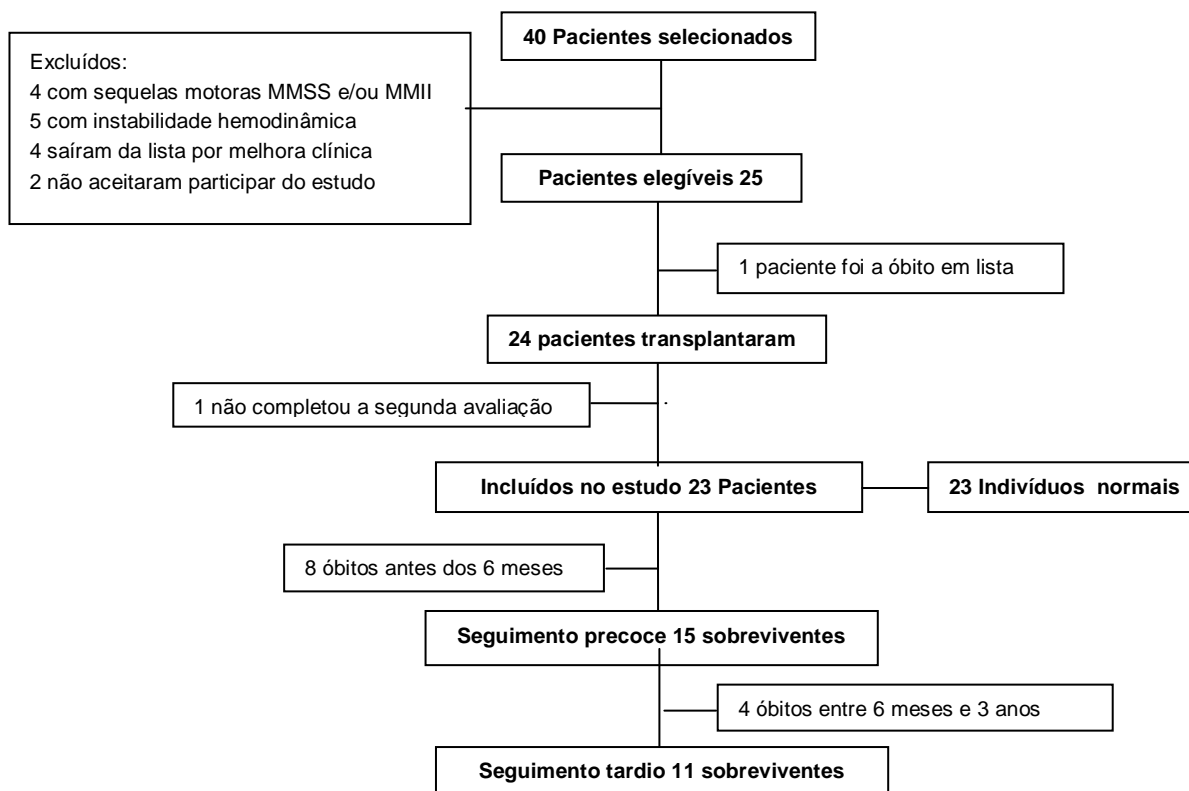 40 Pacientes selecionados
Excluídos:
4 com sequelas motoras MMSS e/ou MMII
5 com instabilidade hemodinâmica
4 saíram da lista por melhora clínica
2 não aceitaram participar do estudo
Pacientes elegíveis 25
1 paciente foi a óbito em lista
24 pacientes transplantaram
1 não completou a segunda avaliação
Incluídos no estudo 23 Pacientes
23 Indivíduos normais
8 óbitos antes dos 6 meses
Seguimento precoce 15 sobreviventes
4 óbitos entre 6 meses e 3 anos
Seguimento tardio 11 sobreviventes